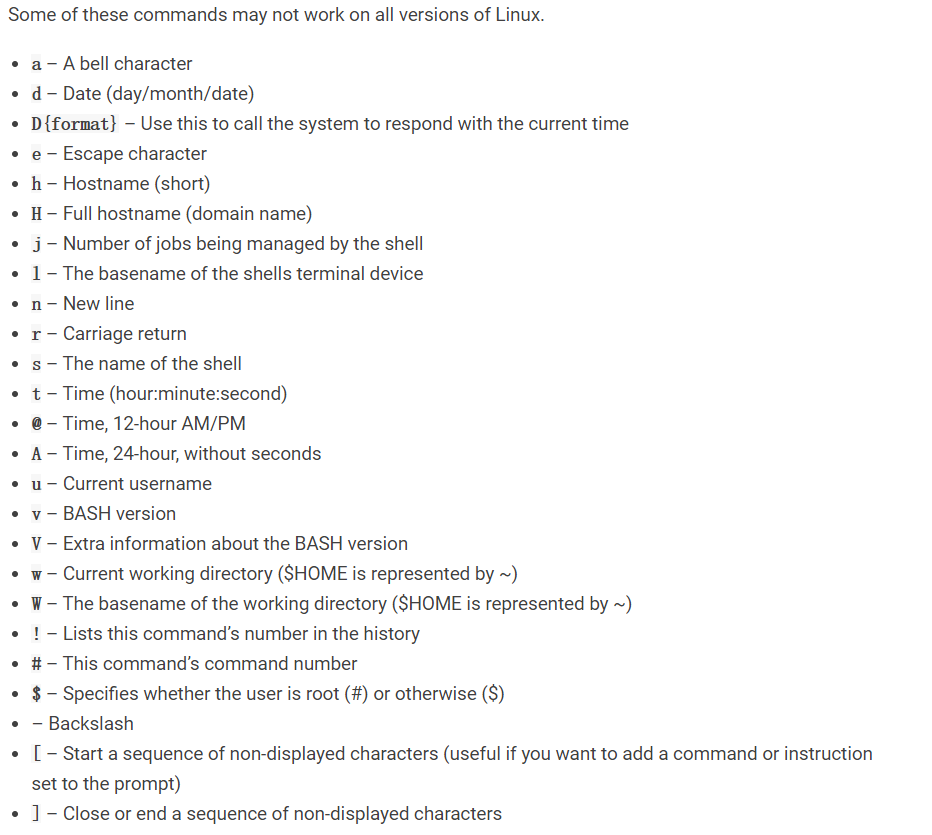 Some of these commands may not work on all versions of Linux.
• a – A bell character
• d – Date (day/month/date)
• D{format} – Use this to call the system to respond with the current time
• e – Escape character
• h – Hostname (short)
• H – Full hostname (domain name)
• j – Number of jobs being managed by the shell
• l – The basename of the shells terminal device
• n – New line
• r – Carriage return
• s – The name of the shell
• t – Time (hour:minute:second)
• @ – Time, 12-hour AM/PM
• A – Time, 24-hour, without seconds
• u – Current username
• v – BASH version
• V – Extra information about the BASH version
• w – Current working directory ($HOME is represented by ~)
• W – The basename of the working directory ($HOME is represented by ~)
• ! – Lists this command’s number in the history
• # – This command’s command number
• $ – Specifies whether the user is root (#) or otherwise ($)
• – Backslash
• [ – Start a sequence of non-displayed characters (useful if you want to add a command or instruction
set to the prompt)
• ] – Close or end a sequence of non-displayed characters